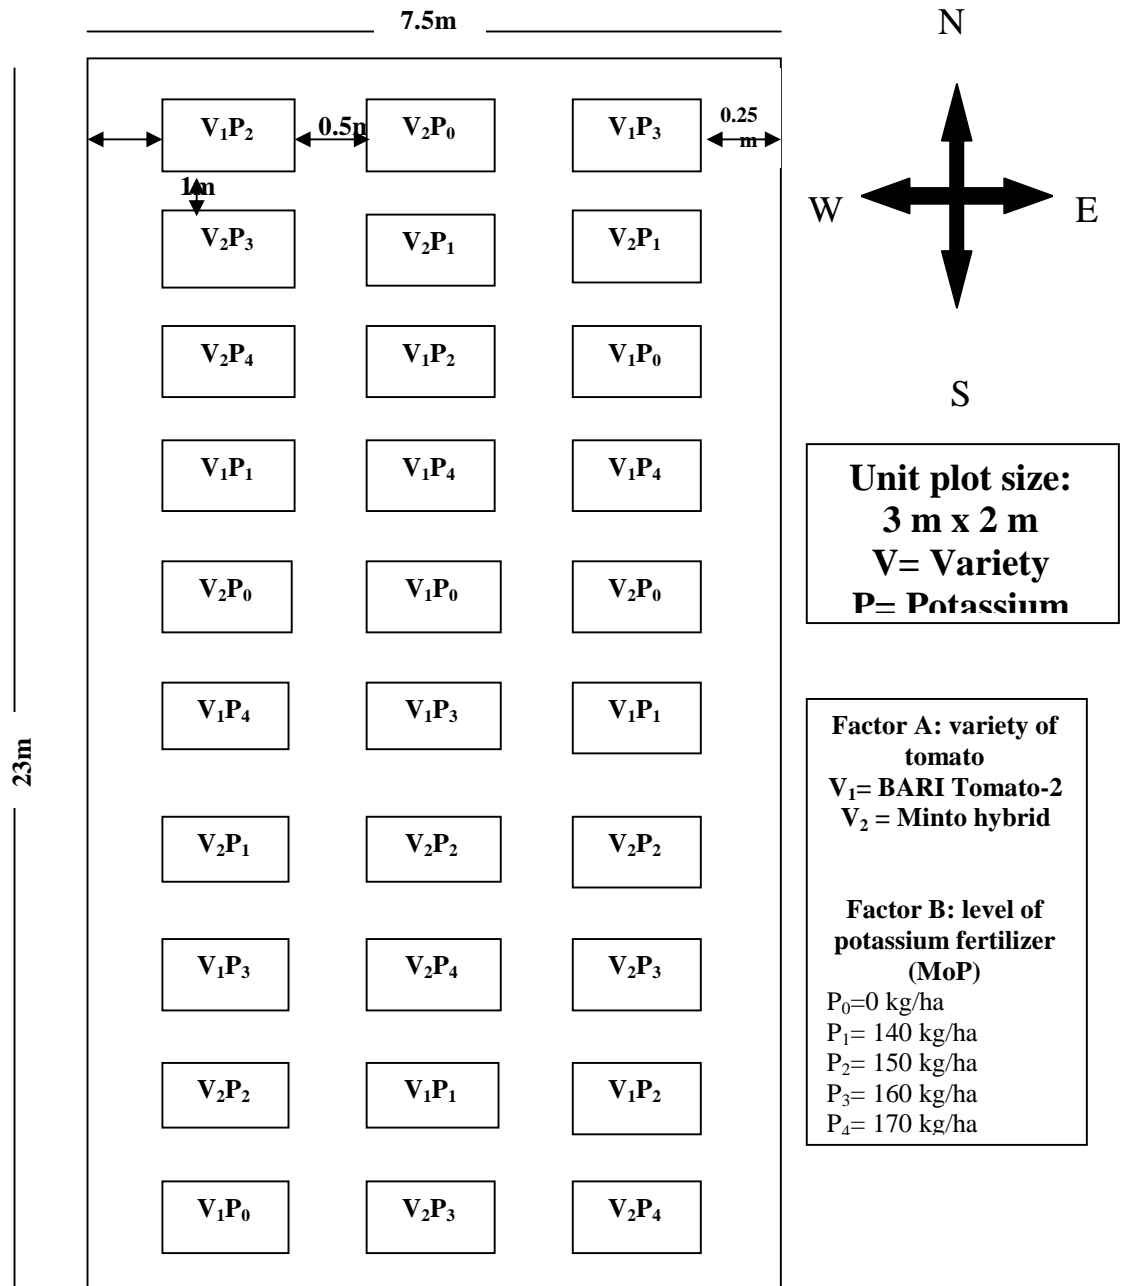 7.5m
N
V₁P₂
0.5m
V₂P₀
V₁P₃
0.25
m
1m
W
E
V₂P₃
V₂P₁
V₂P₁
V₂P₄
V₁P₂
V₁P₀
S
V₁P₁
V₁P₄
V₁P₄
Unit plot size:
3 m x 2 m
V= Variety
P= Potassium
V₂P₀
V₁P₀
V₂P₀
V₁P₄
V₁P₃
V₁P₁
23m
Factor A: variety of
tomato
V₁= BARI Tomato-2
V₂ = Minto hybrid
V₂P₁
V₂P₂
V₂P₂
Factor B: level of
potassium fertilizer
(MoP)
P₀=0 kg/ha
P₁= 140 kg/ha
P₂= 150 kg/ha
P₃= 160 kg/ha
P₄= 170 kg/ha
V₁P₃
V₂P₄
V₂P₃
V₂P₂
V₁P₁
V₁P₂
V₁P₀
V₂P₃
V₂P₄